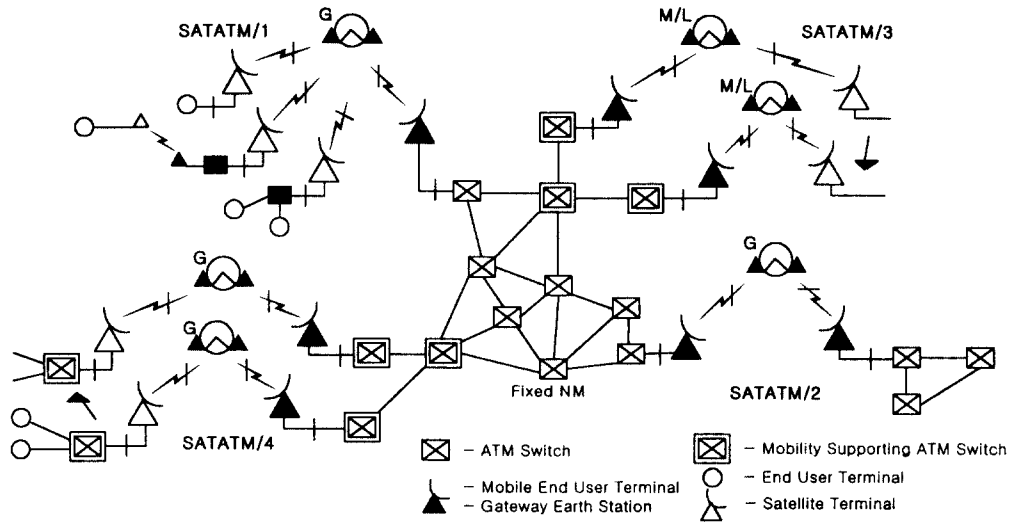 G
SATATM/1
M/L
SATATM/3
M/L
G
G
G
Fixed NM
SATATM/2
SATATM/4
– ATM Switch
– Mobility Supporting ATM Switch
– Mobile End User Terminal
– End User Terminal
– Gateway Earth Station
– Satellite Terminal